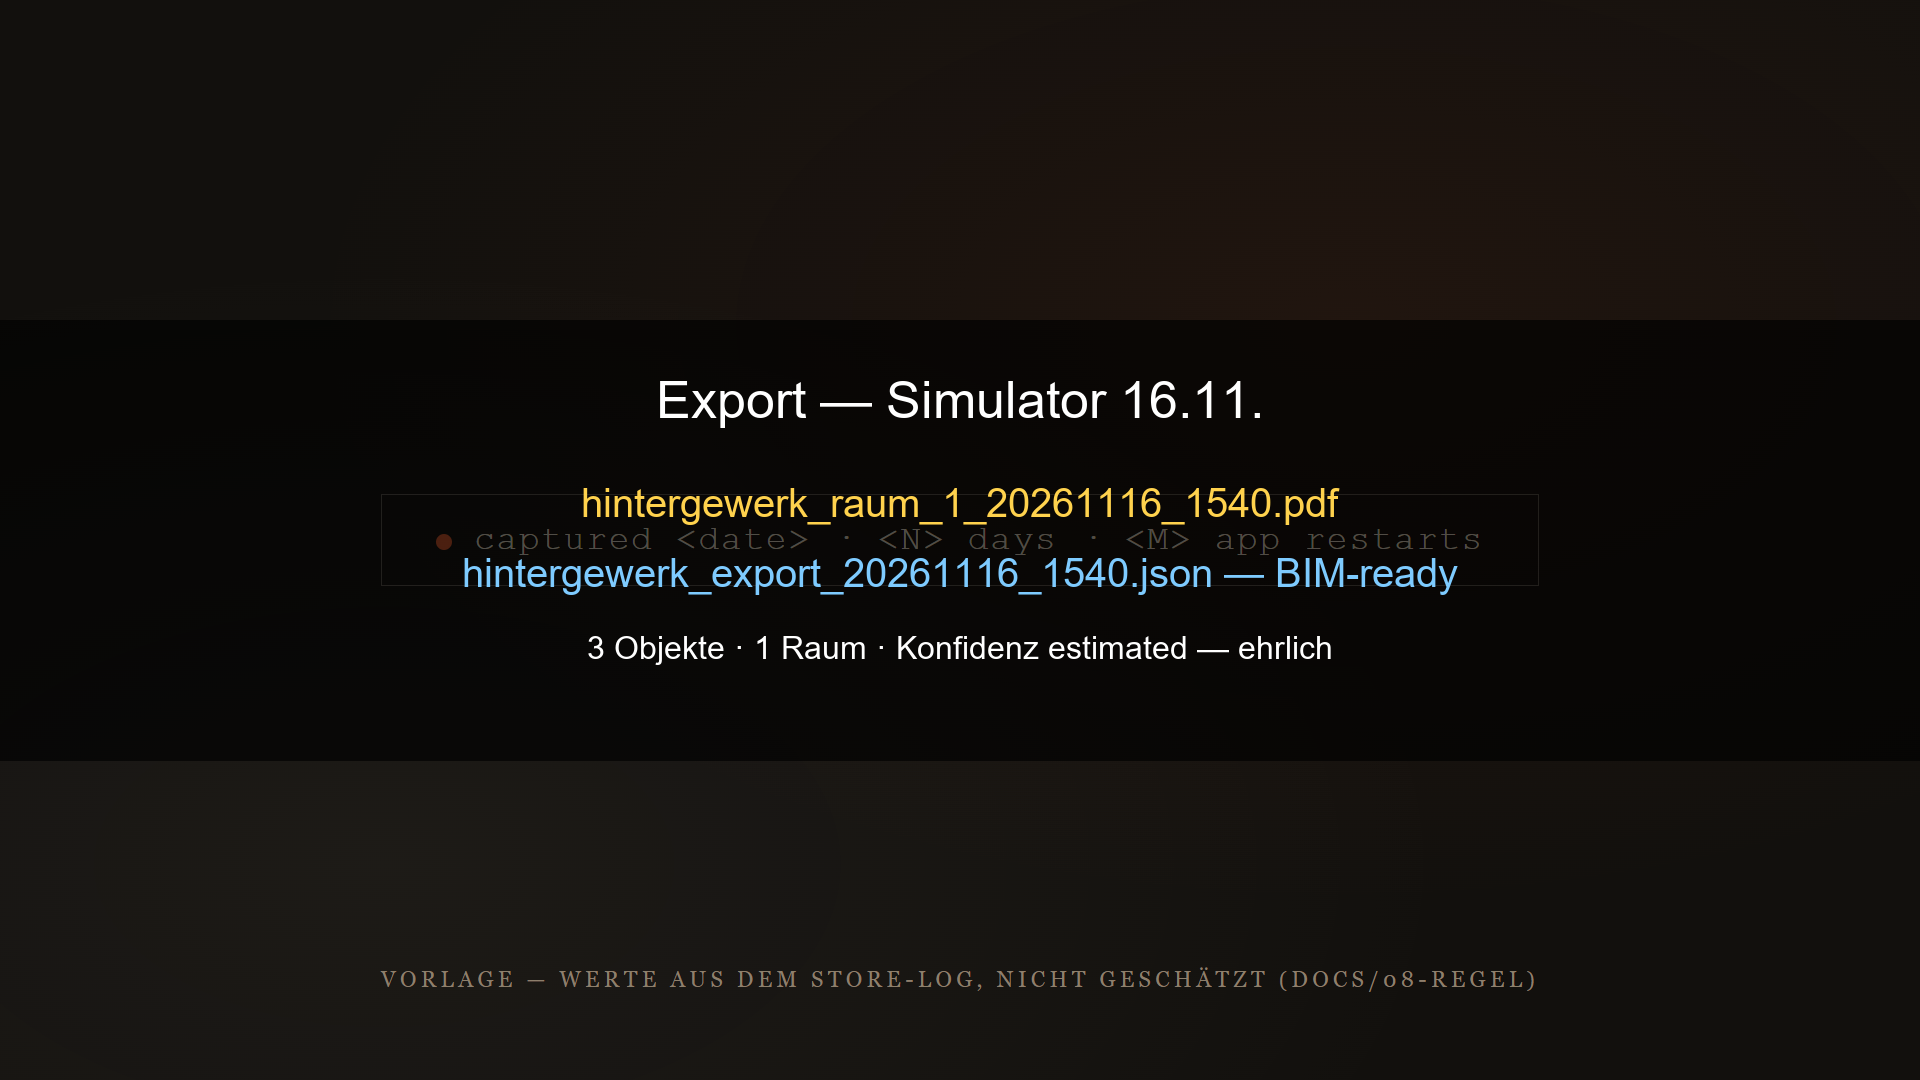 Export — Simulator 16.11.
hintergewerk_raum_1_20261116_1540.pdf
captured <date> · <N> days · <M> app restarts
hintergewerk_export_20261116_1540.json — BIM-ready
3 Objekte · 1 Raum · Konfidenz estimated — ehrlich
VORLAGE — WERTE AUS DEM STORE-LOG, NICHT GESCHÄTZT (DOCS/08-REGEL)